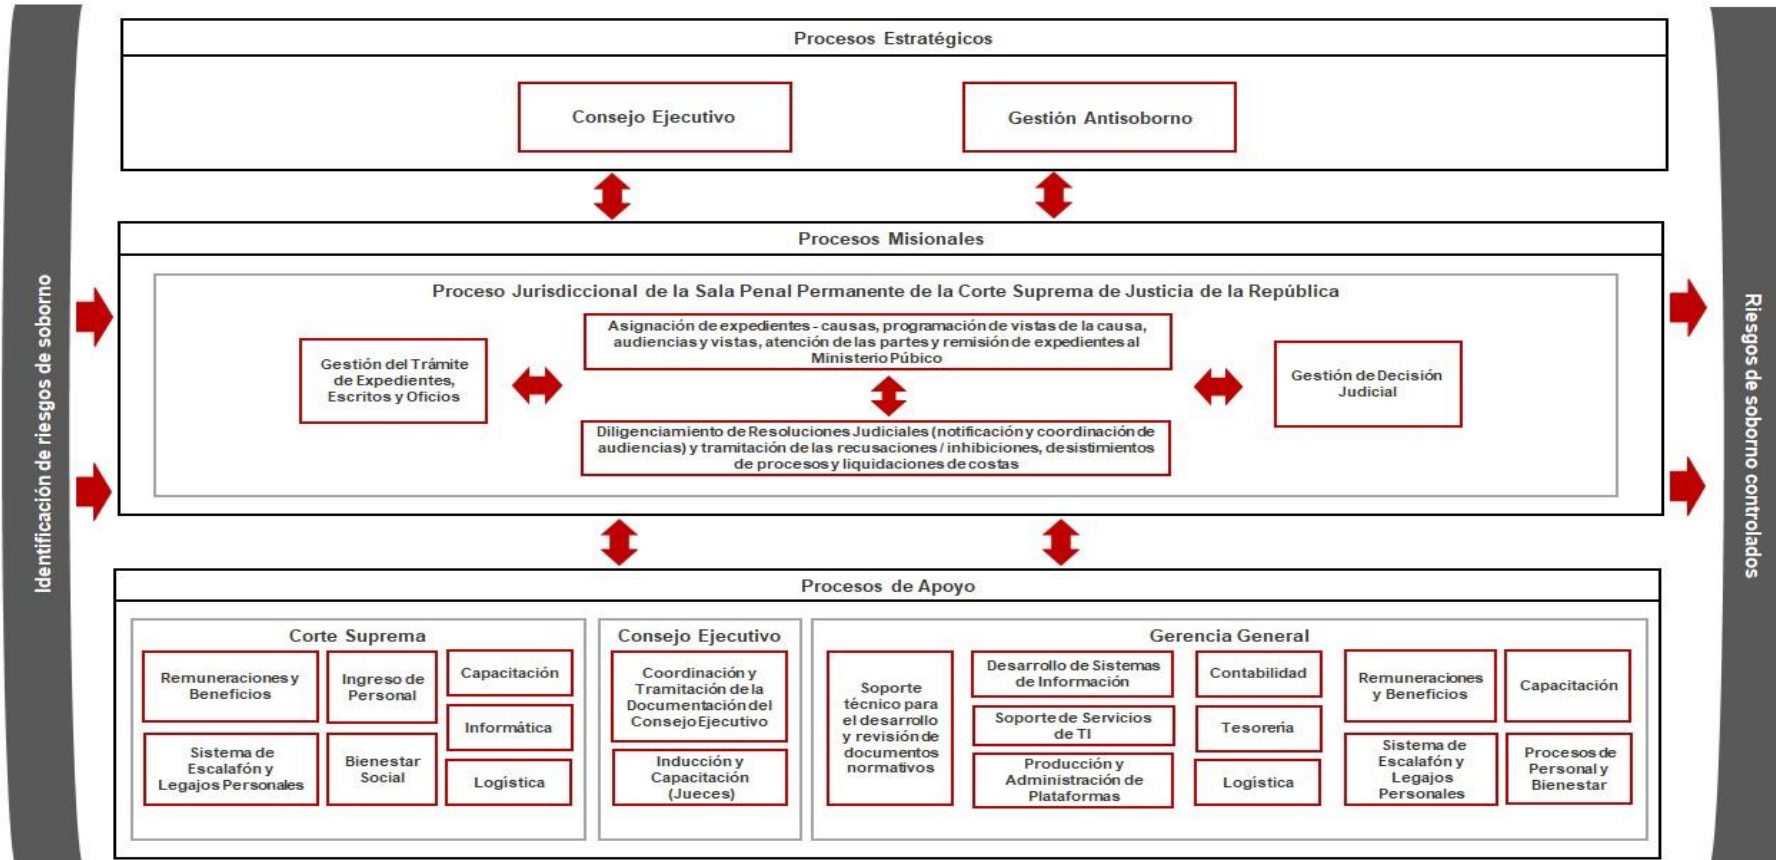 Identificación de riesgos de soborno
Procesos Estratégicos
Consejo Ejecutivo
Gestión Antisoborno
Procesos Misionales
Proceso Jurisdiccional de la Sala Penal Permanente de la Corte Suprema de Justicia de la República
Gestión del Trámite
de Expedientes,
Escritos y Oficios
Asignación de expedientes - causas, programación de vistas de la causa,
audiencias y vistas, atención de las partes y remisión de expedientes al
Ministerio Púbico
Diligenciamiento de Resoluciones Judiciales (notificación y coordinación de
audiencias) y tramitación de las recusaciones / inhibiciones, desistimientos
de procesos y liquidaciones de costas
Gestión de Decisión
Judicial
Procesos de Apoyo
Corte Suprema
Remuneraciones y
Beneficios
Ingreso de
Personal
Capacitación
Informática
Sistema de
Escalafón y
Legajos Personales
Bienestar
Social
Logística
Consejo Ejecutivo
Coordinación y
Tramitación de la
Documentación del
Consejo Ejecutivo
Inducción y
Capacitación
(Jueces)
Gerencia General
Soporte
técnico para
el desarrollo
y revisión de
documentos
normativos
Desarrollo de Sistemas
de Información
Soporte de Servicios
de TI
Producción y
Administración de
Plataformas
Contabilidad
Tesorería
Logística
Remuneraciones
y Beneficios
Capacitación
Sistema de
Escalafón y
Legajos
Personales
Procesos de
Personal y
Bienestar
Riesgos de soborno controlados